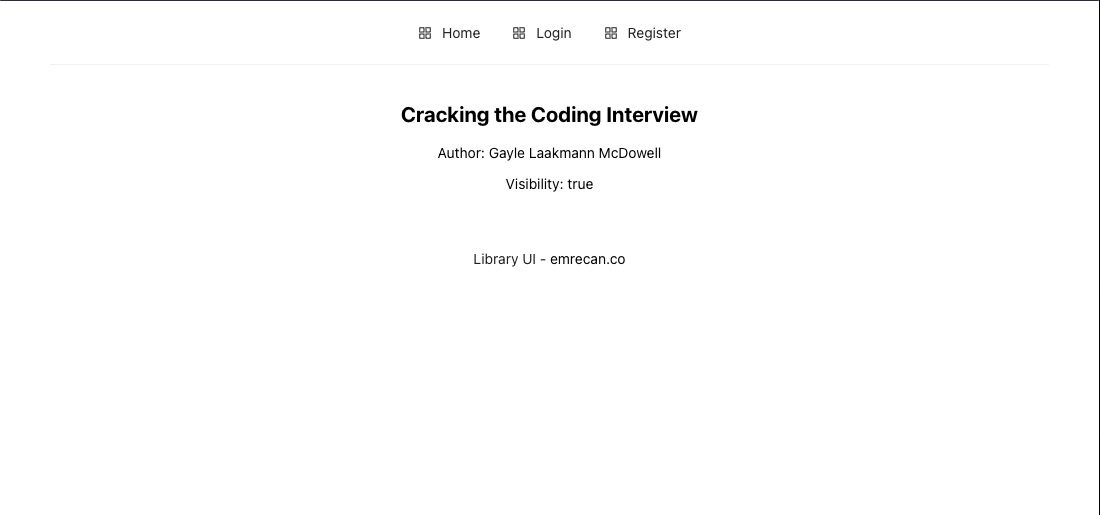 Home Login Register
Cracking the Coding Interview
Author: Gayle Laakmann McDowell
Visibility: true
Library UI - emrecan.co